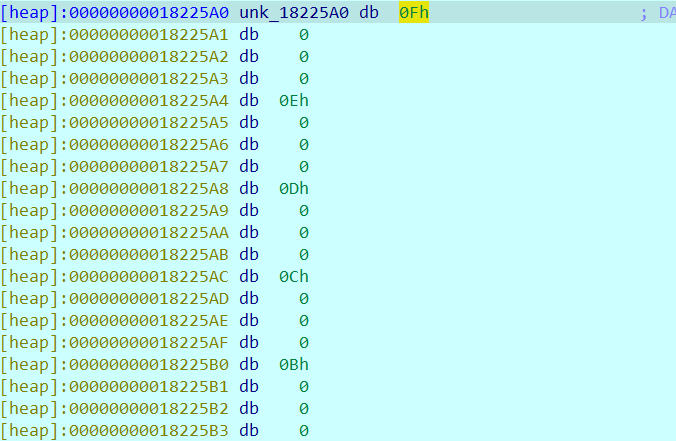 [heap]:00000000018225A0 unk_18225A0 db 0Fh ; DA
[heap]:00000000018225A1 db 0
[heap]:00000000018225A2 db 0
[heap]:00000000018225A3 db 0
[heap]:00000000018225A4 db 0Eh
[heap]:00000000018225A5 db 0
[heap]:00000000018225A6 db 0
[heap]:00000000018225A7 db 0
[heap]:00000000018225A8 db 0Dh
[heap]:00000000018225A9 db 0
[heap]:00000000018225AA db 0
[heap]:00000000018225AB db 0
[heap]:00000000018225AC db 0Ch
[heap]:00000000018225AD db 0
[heap]:00000000018225AE db 0
[heap]:00000000018225AF db 0
[heap]:00000000018225B0 db 0Bh
[heap]:00000000018225B1 db 0
[heap]:00000000018225B2 db 0
[heap]:00000000018225B3 db 0